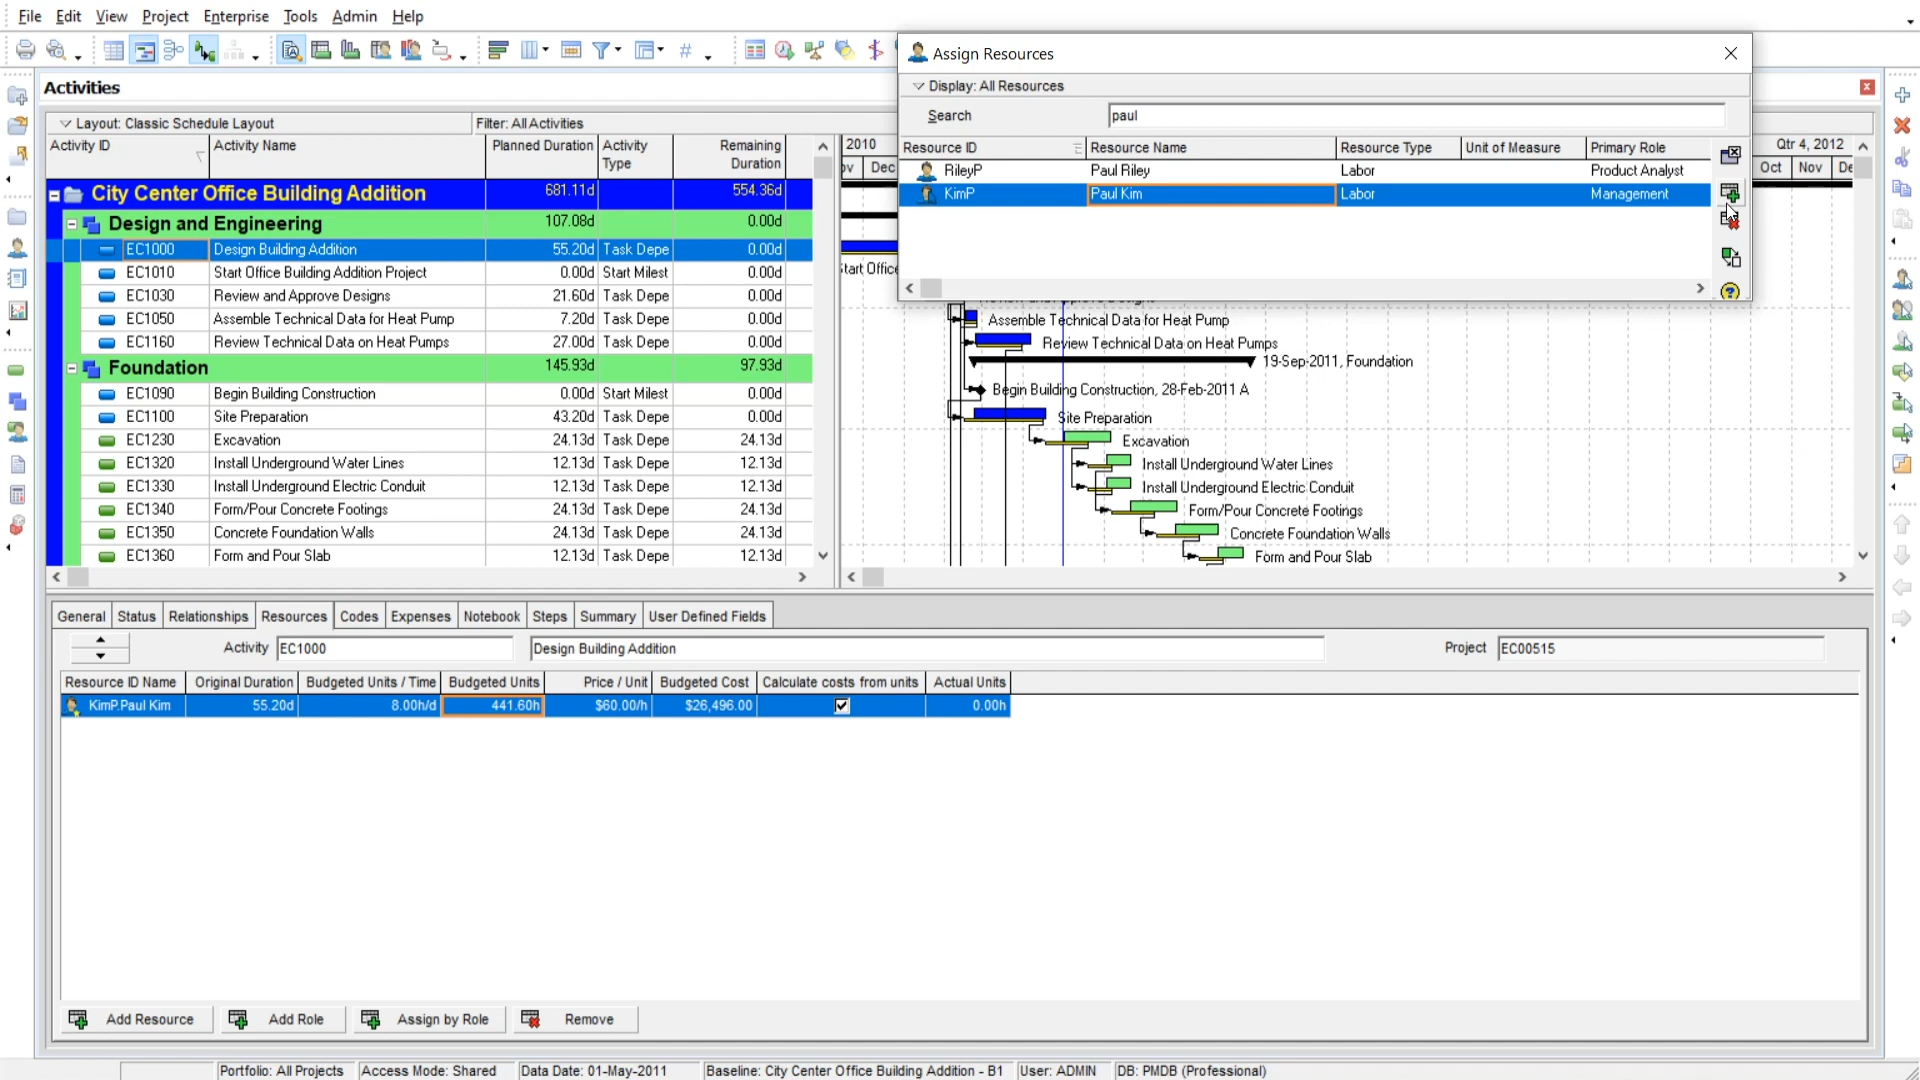 File Edit View Project Enterprise Tools Admin Help
Activities
Layout: Classic Schedule Layout Filter: All Activities
Activity ID Activity Name Planned Duration Activity Type Remaining Duration
City Center Office Building Addition 681.11d 554.36d
Design and Engineering 107.08d 0.00d
EC1000 Design Building Addition 55.20d Task Depe 0.00d
EC1010 Start Office Building Addition Project 0.00d Start Milest 0.00d
EC1030 Review and Approve Designs 21.60d Task Depe 0.00d
EC1050 Assemble Technical Data for Heat Pump 7.20d Task Depe 0.00d
EC1160 Review Technical Data on Heat Pumps 27.00d Task Depe 0.00d
Foundation 145.93d 97.93d
EC1090 Begin Building Construction 0.00d Start Milest 0.00d
EC1100 Site Preparation 43.20d Task Depe 0.00d
EC1230 Excavation 24.13d Task Depe 24.13d
EC1320 Install Underground Water Lines 12.13d Task Depe 12.13d
EC1330 Install Underground Electric Conduit 12.13d Task Depe 12.13d
EC1340 Form/Pour Concrete Footings 24.13d Task Depe 24.13d
EC1350 Concrete Foundation Walls 24.13d Task Depe 24.13d
EC1360 Form and Pour Slab 12.13d Task Depe 12.13d
2010 Qtr 4, 2012
ov Dec Oct Nov De
Start Office
Assemble Technical Data for Heat Pump
Review Technical Data on Heat Pumps
19-Sep-2011, Foundation
Begin Building Construction, 28-Feb-2011 A
Site Preparation
Excavation
Install Underground Water Lines
Install Underground Electric Conduit
Form/Pour Concrete Footings
Concrete Foundation Walls
Form and Pour Slab
Assign Resources
Display: All Resources
Search paul
Resource ID Resource Name Resource Type Unit of Measure Primary Role
RileyP Paul Riley Labor Product Analyst
KimP Paul Kim Labor Management
General Status Relationships Resources Codes Expenses Notebook Steps Summary User Defined Fields
Activity EC1000 Design Building Addition Project EC00515
Resource ID Name Original Duration Budgeted Units / Time Budgeted Units Price / Unit Budgeted Cost Calculate costs from units Actual Units
KimP.Paul Kim 55.20d 8.00h/d 441.60h $60.00/h $26,496.00 0.00h
Add Resource Add Role Assign by Role Remove
Portfolio: All Projects Access Mode: Shared Data Date: 01-May-2011 Baseline: City Center Office Building Addition - B1 User: ADMIN DB: PMDB (Professional)